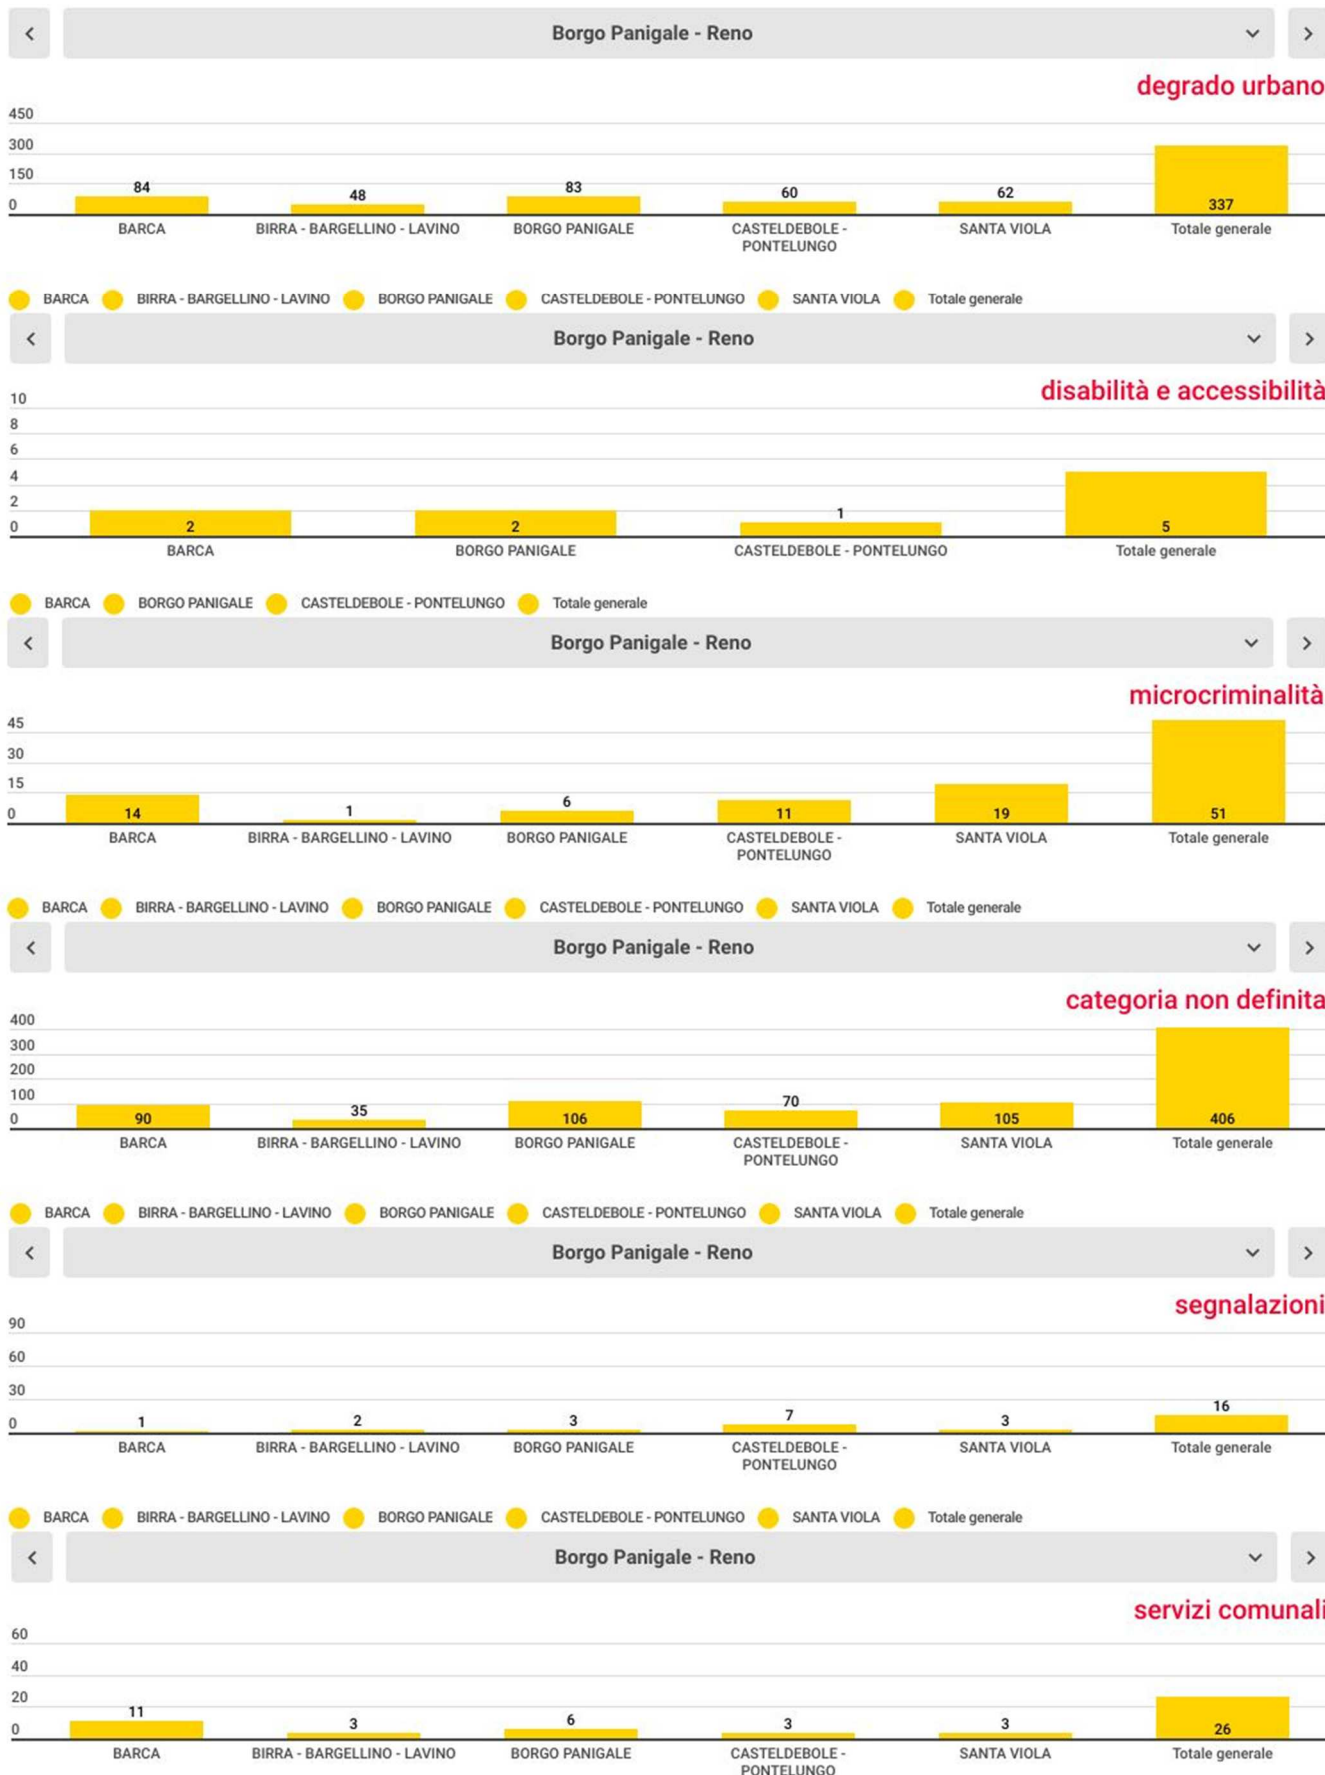 Borgo Panigale - Reno
degrado urbano
450
300
150
0
84
48
83
60
62
337
BARCA
BIRRA - BARGELLINO - LAVINO
BORGO PANIGALE
CASTELDEBOLE -
PONTELUNGO
SANTA VIOLA
Totale generale
BARCA BIRRA - BARGELLINO - LAVINO BORGO PANIGALE CASTELDEBOLE - PONTELUNGO SANTA VIOLA Totale generale
Borgo Panigale - Reno
disabilità e accessibilità
10
8
6
4
2
0
2
2
1
5
BARCA
BORGO PANIGALE
CASTELDEBOLE - PONTELUNGO
Totale generale
BARCA BORGO PANIGALE CASTELDEBOLE - PONTELUNGO Totale generale
Borgo Panigale - Reno
microcriminalità
45
30
15
0
14
1
6
11
19
51
BARCA
BIRRA - BARGELLINO - LAVINO
BORGO PANIGALE
CASTELDEBOLE -
PONTELUNGO
SANTA VIOLA
Totale generale
BARCA BIRRA - BARGELLINO - LAVINO BORGO PANIGALE CASTELDEBOLE - PONTELUNGO SANTA VIOLA Totale generale
Borgo Panigale - Reno
categoria non definita
400
300
200
100
0
90
35
106
70
105
406
BARCA
BIRRA - BARGELLINO - LAVINO
BORGO PANIGALE
CASTELDEBOLE -
PONTELUNGO
SANTA VIOLA
Totale generale
BARCA BIRRA - BARGELLINO - LAVINO BORGO PANIGALE CASTELDEBOLE - PONTELUNGO SANTA VIOLA Totale generale
Borgo Panigale - Reno
segnalazioni
90
60
30
0
1
2
3
7
3
16
BARCA
BIRRA - BARGELLINO - LAVINO
BORGO PANIGALE
CASTELDEBOLE -
PONTELUNGO
SANTA VIOLA
Totale generale
BARCA BIRRA - BARGELLINO - LAVINO BORGO PANIGALE CASTELDEBOLE - PONTELUNGO SANTA VIOLA Totale generale
Borgo Panigale - Reno
servizi comunali
60
40
20
0
11
3
6
3
3
26
BARCA
BIRRA - BARGELLINO - LAVINO
BORGO PANIGALE
CASTELDEBOLE -
PONTELUNGO
SANTA VIOLA
Totale generale